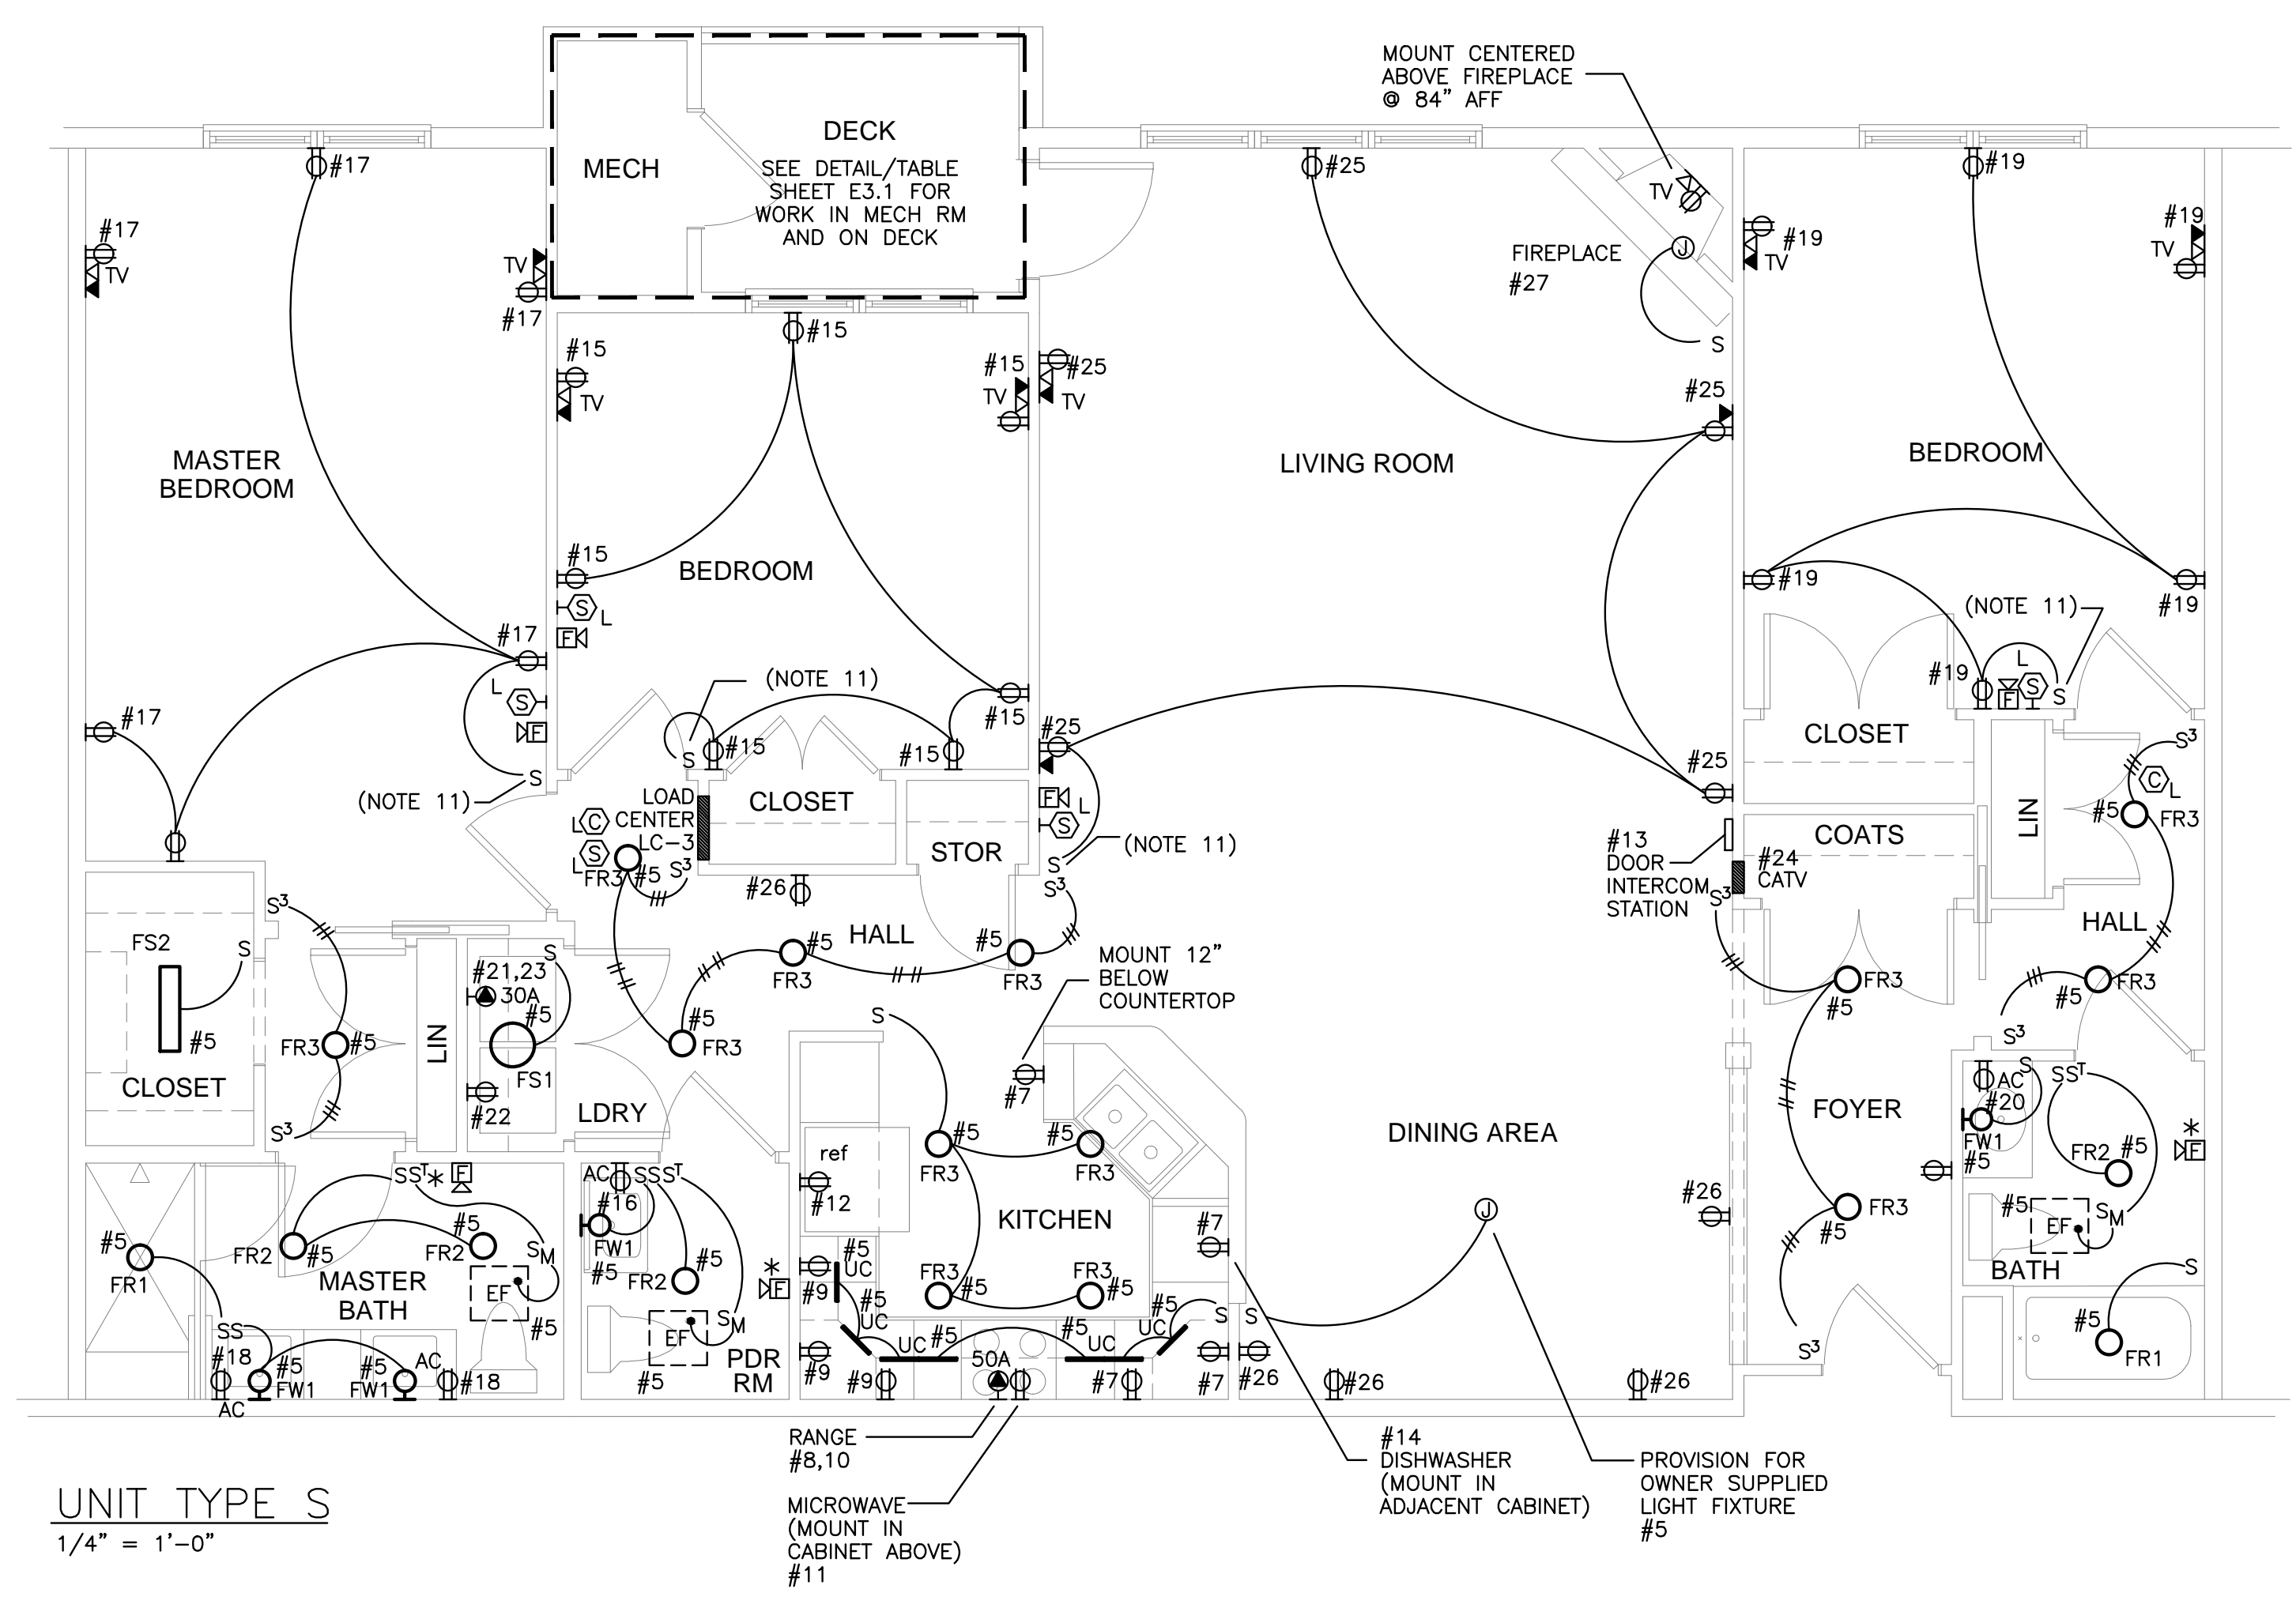 MOUNT CENTERED
ABOVE FIREPLACE
@ 84" AFF
DECK
SEE DETAIL/TABLE
SHEET E3.1 FOR
WORK IN MECH RM
AND ON DECK
MECH
#17
#17
TV
TV
#17
#25
TV
FIREPLACE
#27
J
S
#19
#19
TV
#19
TV
#15
#15
TV
#15
TV
#25
TV
#25
MASTER
BEDROOM
LIVING ROOM
BEDROOM
#15
BEDROOM
S
L
F
#17
L
S
F
#17
S
(NOTE 11)
(NOTE 11)
S
#15
#15
#15
#25
F
L
S
S
(NOTE 11)
#25
#19
#19
(NOTE 11)
#19
L
F
S
S
CLOSET
LIN
S3
C
L
#5
FR3
COATS
#13
DOOR
INTERCOM
STATION
#24
CATV
S3
LOAD
CENTER
LC-3
L
C
S
L
FR3
#5
S3
CLOSET
STOR
#26
S3
HALL
#5
FR3
#5
FR3
HALL
FR3
#5
FR3
#5
S3
FS2
S
S3
#5
CLOSET
FR3
#5
S3
LIN
S
#21,23
30A
#5
FS1
#22
LDRY
#5
FR3
S
MOUNT 12"
BELOW
COUNTERTOP
#7
FOYER
DINING AREA
#5
FR3
#5
FR3
ref
#12
KITCHEN
#7
J
#26
FR3
#5
S3
S
AC
#20
FW1
#5
SST
FR2
#5
*
F
#5
EF
SM
BATH
S
#5
FR1
SST
*
F
#5
FR1
FR2
#5
#5
FR2
SM
EF
#5
MASTER
BATH
SS
#18
#5
FW1
#5
FW1
AC
#18
AC
AC
SSST
#16
FW1
#5
FR2
#5
*
F
EF
SM
#5
PDR
RM
#5
UC
#9
#5
UC
#9
#9
UC
#5
FR3
#5
FR3
#5
#5
UC
#5
UC
S
S
50A
#7
#7
#26
#26
#26
RANGE
#8,10
MICROWAVE
(MOUNT IN
CABINET ABOVE)
#11
#14
DISHWASHER
(MOUNT IN
ADJACENT CABINET)
PROVISION FOR
OWNER SUPPLIED
LIGHT FIXTURE
#5
UNIT TYPE S
1/4" = 1'-0"